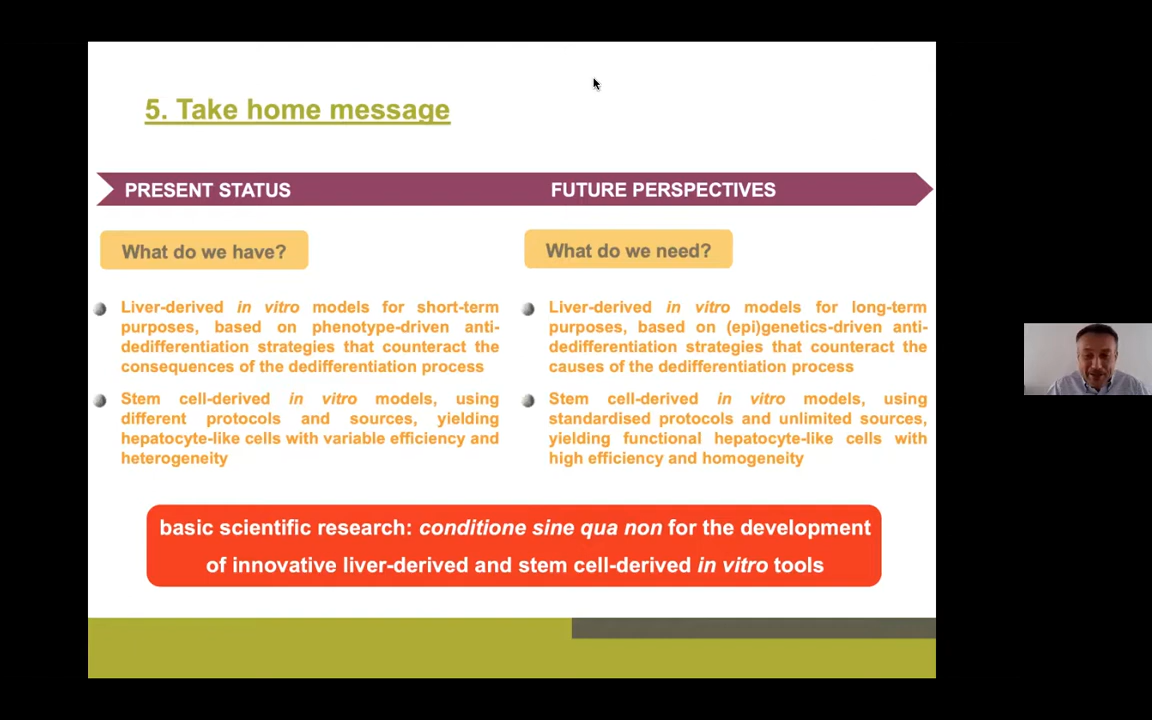 5. Take home message
PRESENT STATUS
FUTURE PERSPECTIVES
What do we have?
Liver-derived in vitro models for short-term
purposes, based on phenotype-driven anti-
dedifferentiation strategies that counteract the
consequences of the dedifferentiation process
Stem cell-derived in vitro models, using
different protocols and sources, yielding
hepatocyte-like cells with variable efficiency and
heterogeneity
What do we need?
Liver-derived in vitro models for long-term
purposes, based on (epi)genetics-driven anti-
dedifferentiation strategies that counteract the
causes of the dedifferentiation process
Stem cell-derived in vitro models, using
standardised protocols and unlimited sources,
yielding functional hepatocyte-like cells with
high efficiency and homogeneity
basic scientific research: conditione sine qua non for the development
of innovative liver-derived and stem cell-derived in vitro tools